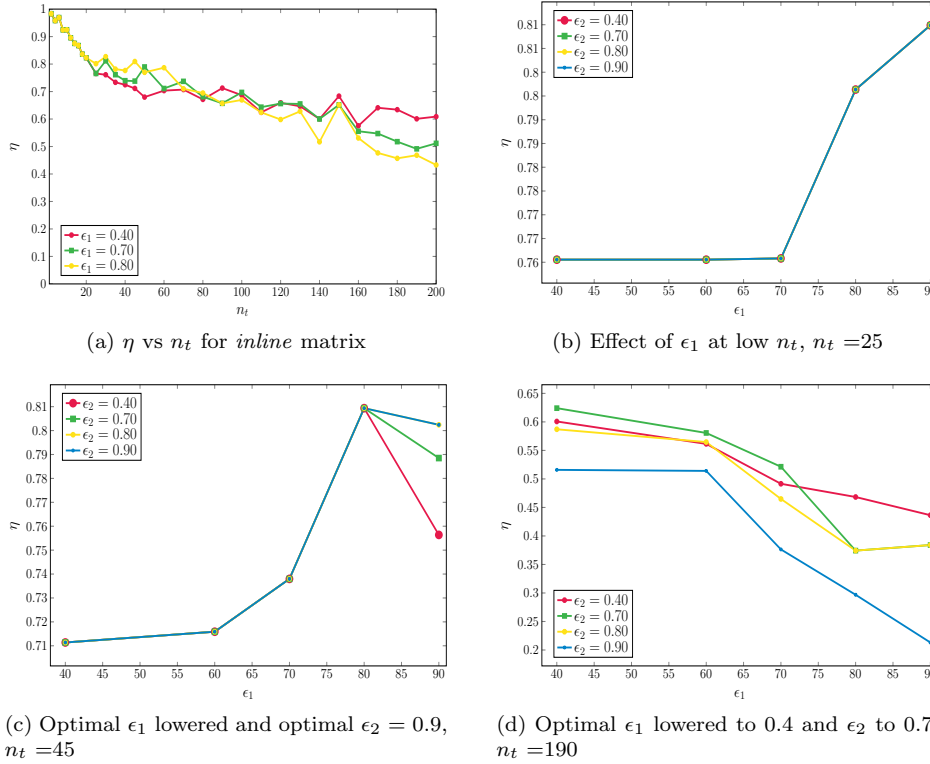 1
0.9
0.8
0.7
0.6
0.5
0.4
0.3
0.2
0.1
0
η
ϵ1 = 0.40
ϵ1 = 0.70
ϵ1 = 0.80
20 40 60 80 100 120 140 160 180 200
nt
(a) η vs nt for inline matrix
0.81
0.8
0.8
0.79
0.79
0.78
0.78
0.77
0.77
0.76
η
ϵ2 = 0.40
ϵ2 = 0.70
ϵ2 = 0.80
ϵ2 = 0.90
40 45 50 55 60 65 70 75 80 85 90
ϵ1
(b) Effect of ϵ1 at low nt, nt =25
0.81
0.8
0.79
0.78
0.77
0.76
0.75
0.74
0.73
0.72
0.71
η
ϵ2 = 0.40
ϵ2 = 0.70
ϵ2 = 0.80
ϵ2 = 0.90
40 45 50 55 60 65 70 75 80 85 90
ϵ1
(c) Optimal ϵ1 lowered and optimal ϵ2 = 0.9,
nt =45
0.65
0.6
0.55
0.5
0.45
0.4
0.35
0.3
0.25
0.2
η
ϵ2 = 0.40
ϵ2 = 0.70
ϵ2 = 0.80
ϵ2 = 0.90
40 45 50 55 60 65 70 75 80 85 90
ϵ1
(d) Optimal ϵ1 lowered to 0.4 and ϵ2 to 0.7
nt =190